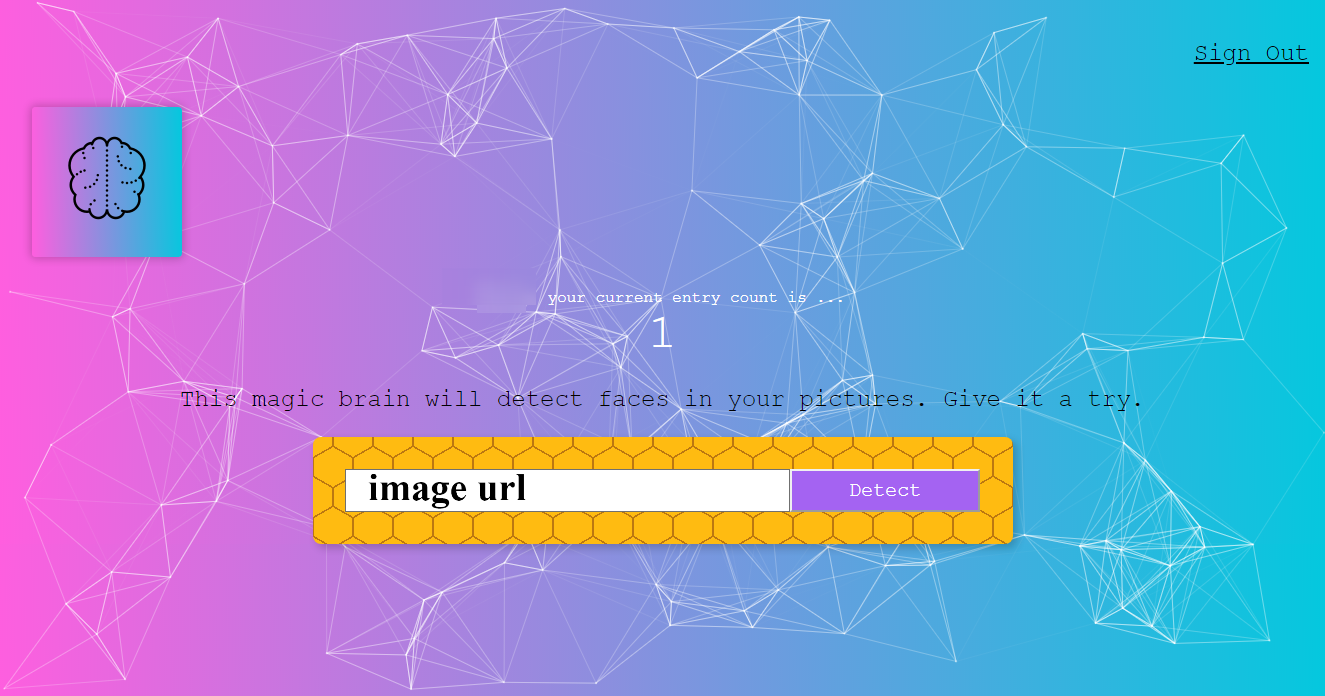 Sign Out
your current entry count is ...
1
This magic brain will detect faces in your pictures. Give it a try.
image url
Detect